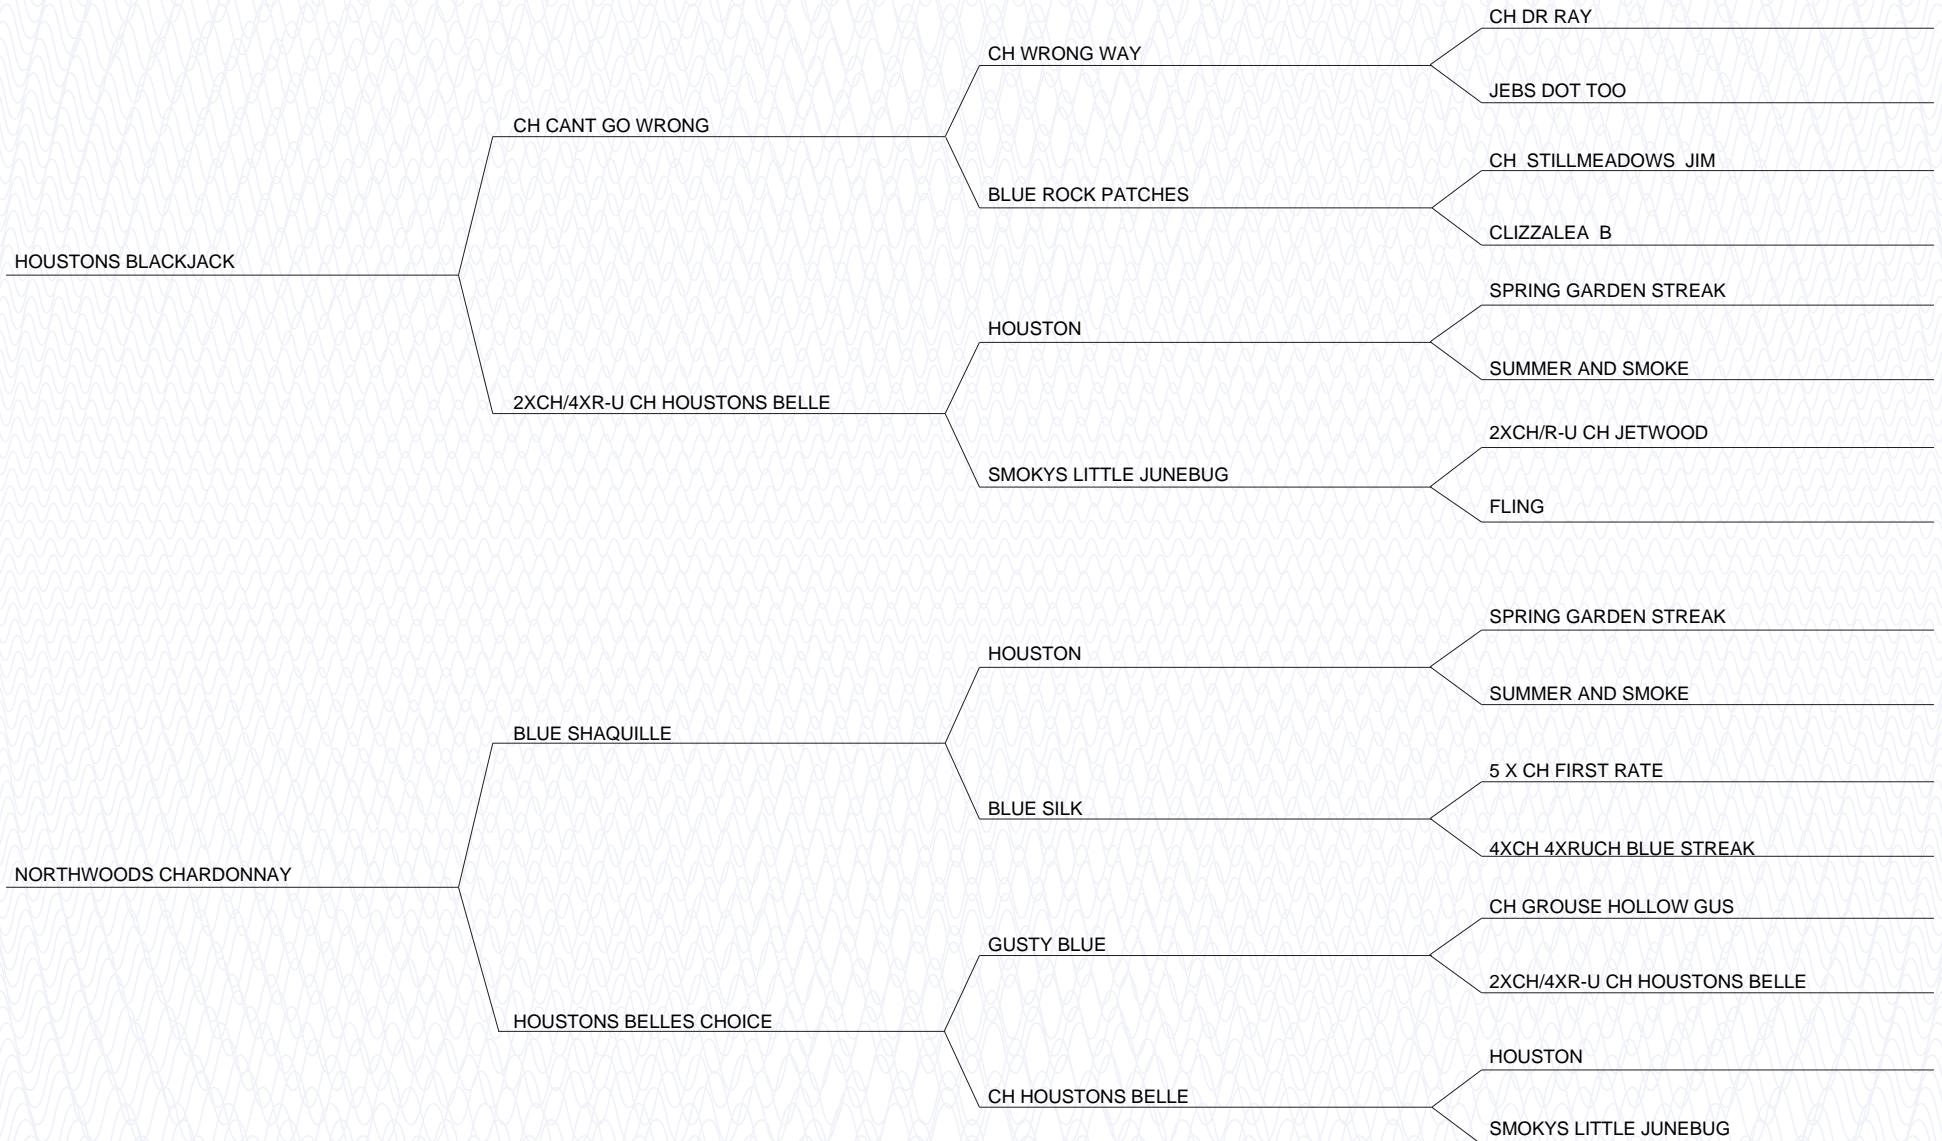 CH DR RAY
CH WRONG WAY
JEBS DOT TOO
CH CANT GO WRONG
CH  STILLMEADOWS  JIM
BLUE ROCK PATCHES
CLIZZALEA  B
HOUSTONS BLACKJACK
SPRING GARDEN STREAK
HOUSTON
SUMMER AND SMOKE
2XCH/4XR-U CH HOUSTONS BELLE
2XCH/R-U CH JETWOOD
SMOKYS LITTLE JUNEBUG
FLING
SPRING GARDEN STREAK
HOUSTON
SUMMER AND SMOKE
BLUE SHAQUILLE
5 X CH FIRST RATE
BLUE SILK
4XCH 4XRUCH BLUE STREAK
NORTHWOODS CHARDONNAY
CH GROUSE HOLLOW GUS
GUSTY BLUE
2XCH/4XR-U CH HOUSTONS BELLE
HOUSTONS BELLES CHOICE
HOUSTON
CH HOUSTONS BELLE
SMOKYS LITTLE JUNEBUG